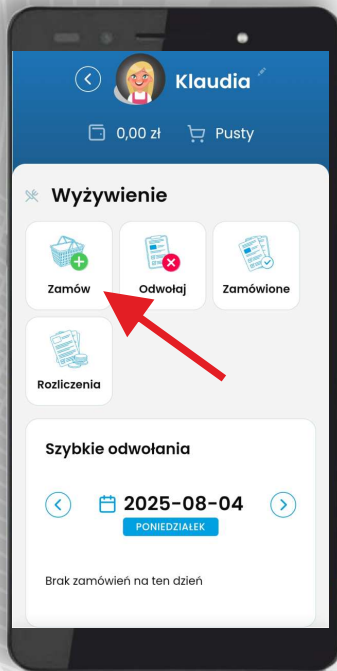 Klaudia
0,00 zł Pusty
Wyżywienie
Zamów Odwołaj Zamówione
Rozliczenia
Szybkie odwołania
2025-08-04
PONIEDZIAŁEK
Brak zamówień na ten dzień